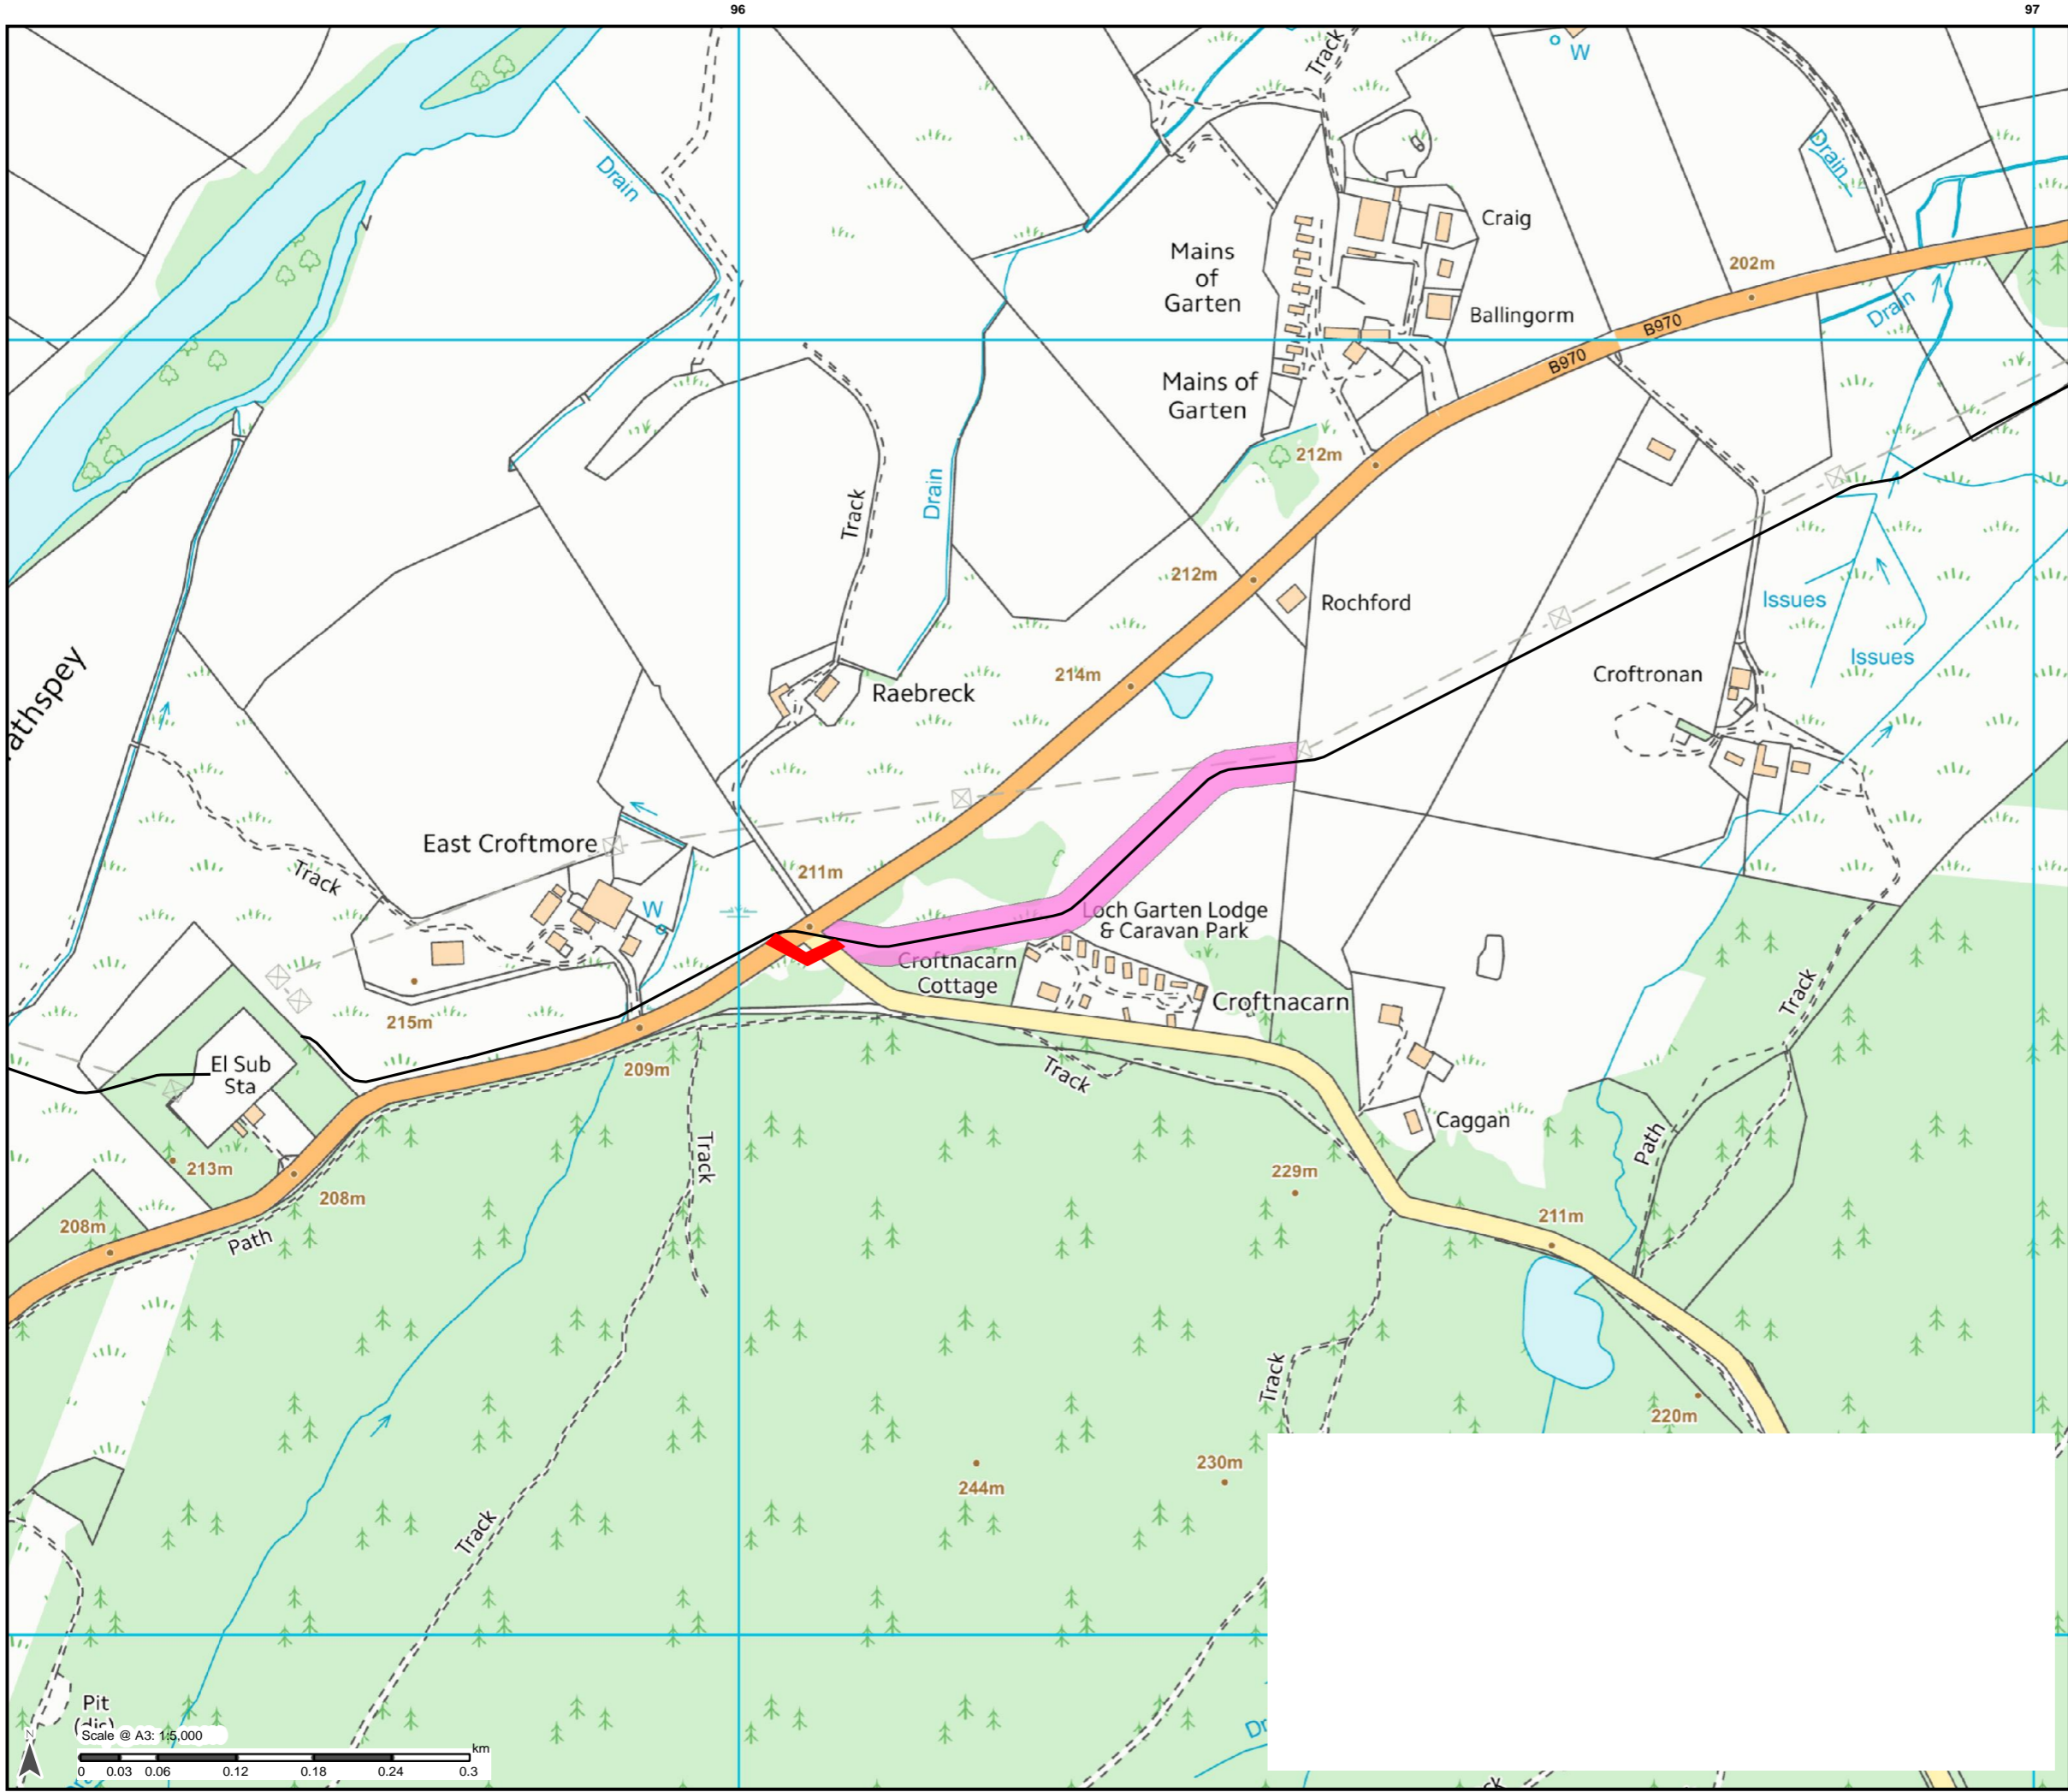 96
97
Track
W
Drain
Drain
Craig
Mains
of
Garten
202m
Drain
Ballingorm
B970
B970
Mains of
Garten
212m
Drain
Track
212m
Rochford
Issues
Issues
athspey
214m
Croftronan
Raebreck
East Croftmore
211m
Track
W
Loch Garten Lodge
& Caravan Park
Croftnacarn
Cottage
Croftnacarn
Track
215m
El Sub
Sta
209m
Track
Caggan
Track
Path
213m
229m
208m
208m
211m
Path
Track
220m
230m
244m
Track
Pit
(dis)
Dr
Scale @ A3: 1:5,000
N
km
0 0.03 0.06 0.12 0.18 0.24 0.3